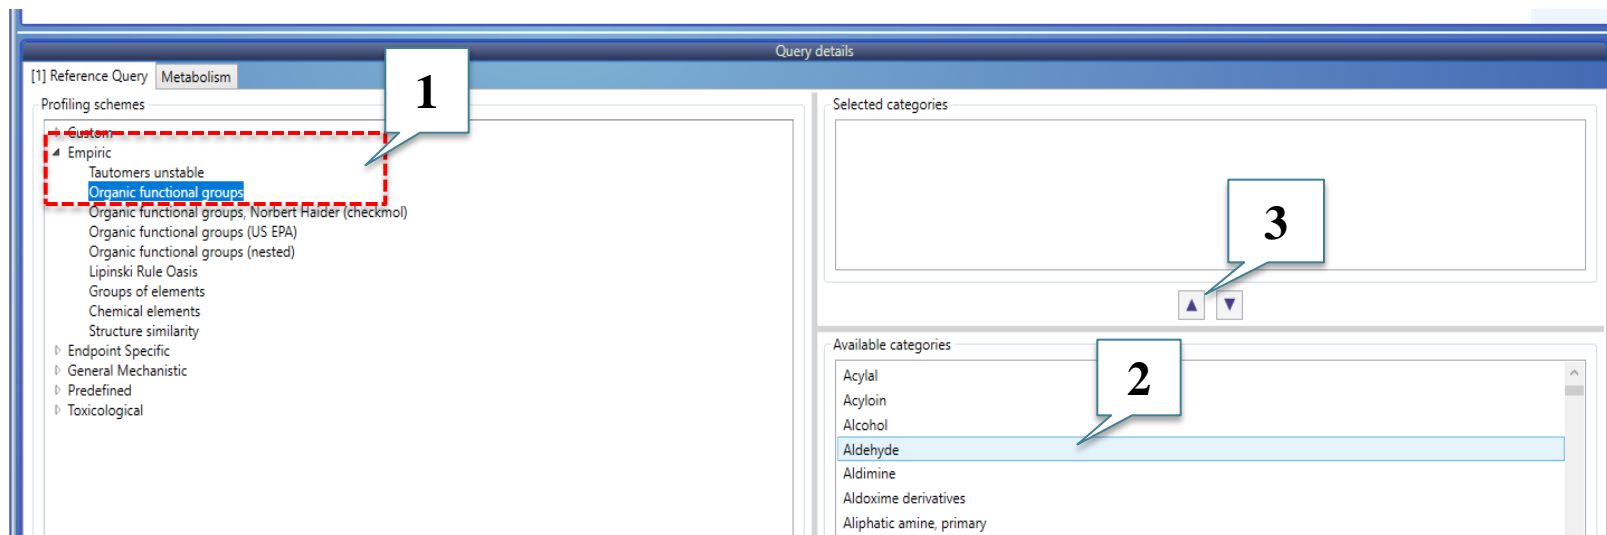 Query details
[1] Reference Query Metabolism
1
Profiling schemes
Custom
Empiric
Tautomers unstable
Organic functional groups
Organic functional groups, Norbert Haider (checkmol)
Organic functional groups (US EPA)
Organic functional groups (nested)
Lipinski Rule Oasis
Groups of elements
Chemical elements
Structure similarity
Endpoint Specific
General Mechanistic
Predefined
Toxicological
Selected categories
3
Available categories
2
Acylal
Acyloin
Alcohol
Aldehyde
Aldimine
Aldoxime derivatives
Aliphatic amine, primary